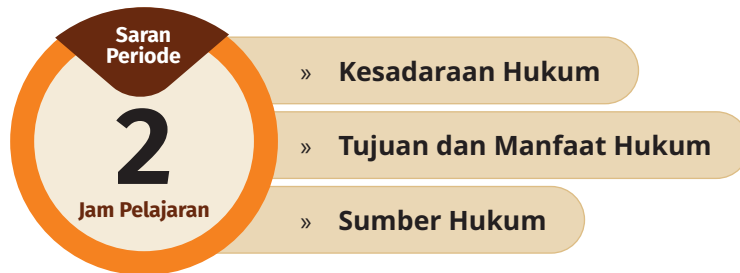 Saran
Periode
2
Jam Pelajaran
» Kesadaraan Hukum
» Tujuan dan Manfaat Hukum
» Sumber Hukum